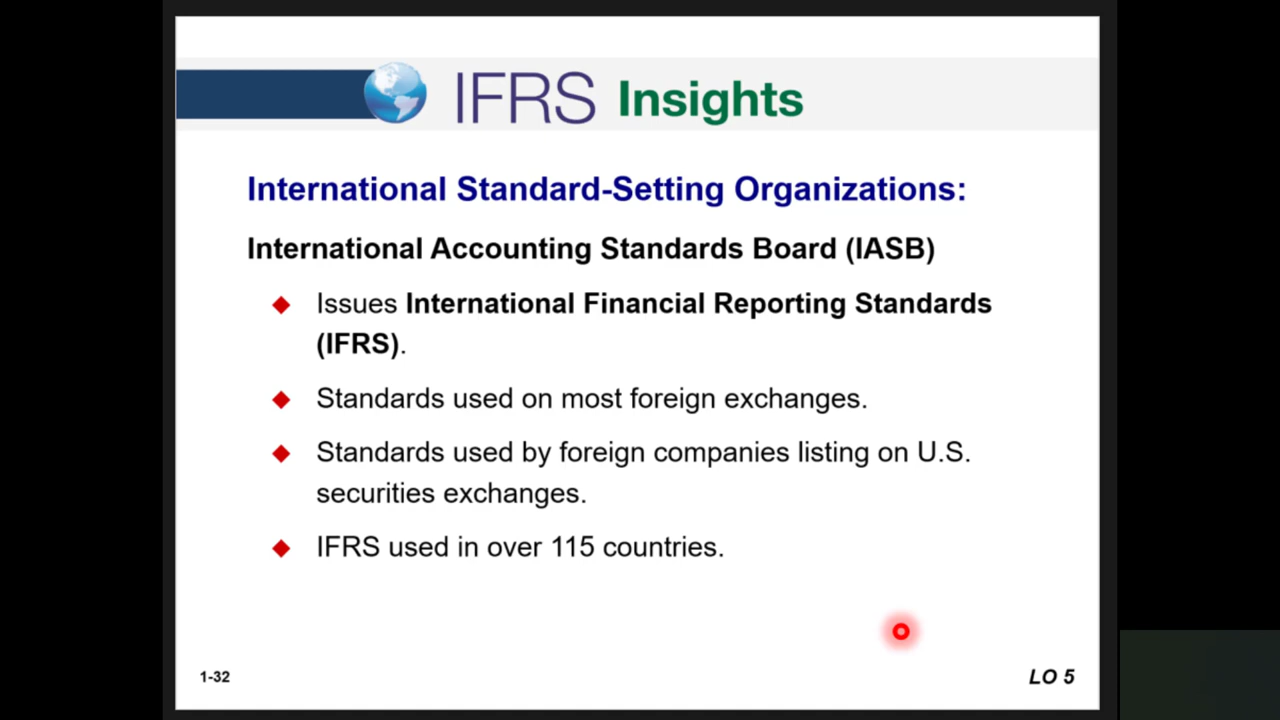 IFRS Insights
International Standard-Setting Organizations:
International Accounting Standards Board (IASB)
Issues International Financial Reporting Standards
(IFRS).
Standards used on most foreign exchanges.
Standards used by foreign companies listing on U.S.
securities exchanges.
IFRS used in over 115 countries.
1-32
LO 5